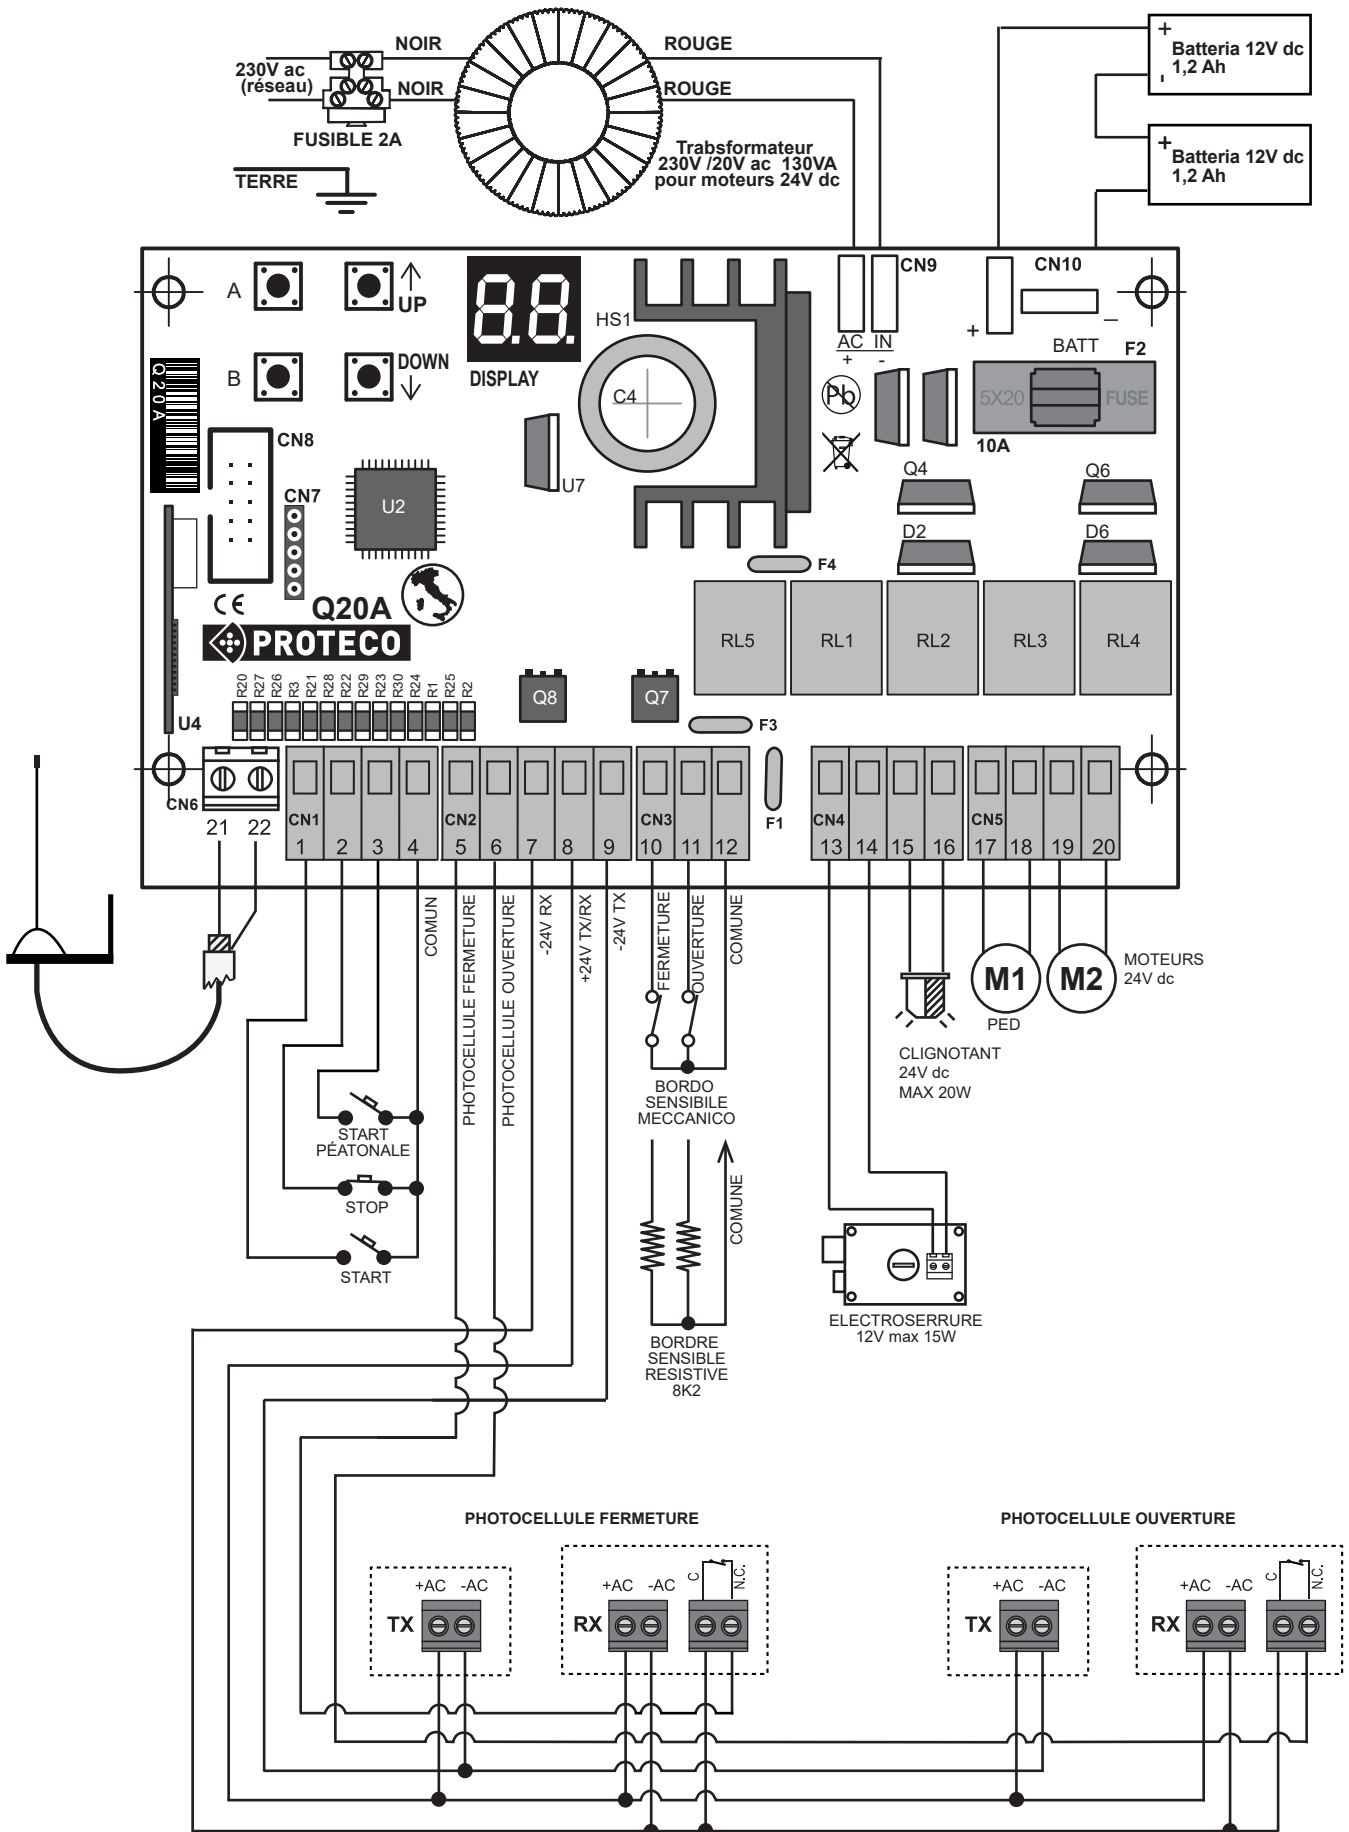 NOIR
ROUGE
230V ac
(réseau)
NOIR
ROUGE
FUSIBLE 2A
TERRE
Trabsformateur
230V /20V ac 130VA
pour moteurs 24V dc
+
Batteria 12V dc
1,2 Ah
-
+
Batteria 12V dc
1,2 Ah
A
UP
B
DOWN
8.8.
DISPLAY
HS1
C4
CN9
AC IN
+ -
CN10
+
–
BATT
F2
5X20
FUSE
10A
Pb
Q20A
CN8
CN7
U2
U7
Q4
Q6
D2
D6
F4
CE
Q20A
PROTECO
RL5
RL1
RL2
RL3
RL4
R20
R27
R26
R3
R21
R28
R22
R29
R23
R30
R24
R1
R25
R2
Q8
Q7
U4
F3
F1
CN6
21 22
CN1
1 2 3 4
CN2
5 6 7 8 9
CN3
10 11 12
CN4
13 14 15 16
CN5
17 18 19 20
COMUN
PHOTOCELLULE FERMETURE
PHOTOCELLULE OUVERTURE
-24V RX
+24V TX/RX
-24V TX
FERMETURE
OUVERTURE
COMUNE
M1
PED
M2
MOTEURS
24V dc
CLIGNOTANT
24V dc
MAX 20W
START
PÉATONALE
STOP
START
BORDO
SENSIBILE
MECCANICO
COMUNE
BORDRE
SENSIBLE
RESISTIVE
8K2
ELECTROSERRURE
12V max 15W
PHOTOCELLULE FERMETURE
PHOTOCELLULE OUVERTURE
+AC -AC
TX
+AC -AC
C
N.C.
RX
+AC -AC
TX
+AC -AC
C
N.C.
RX